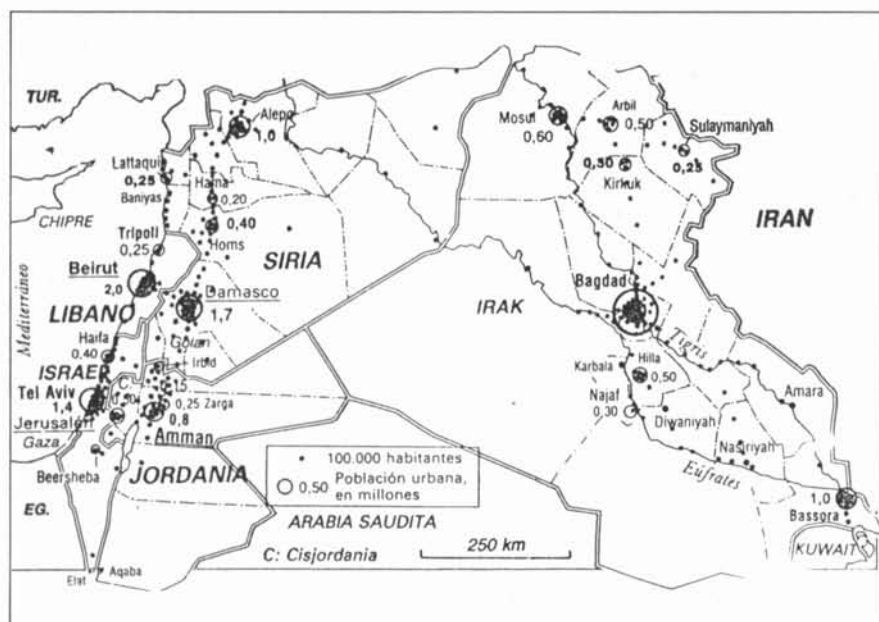 TUR.
Alepo
1,0
Mosul
0,60
Arbil
0,50
Sulaymaniyah
0,25
0,30
Kirkuk
Lattaqui
0,25
Baniyas
Hama
0,20
CHIPRE
Tripoli
0,25
0,40
Homs
SIRIA
IRAN
Beirut
2,0
Damasco
1,7
Bagdad
IRAK
LIBANO
Mediterráneo
Golan
Haifa
0,40
Irbid
Tigris
ISRAEL
C
Karbala
Hilla
0,50
Tel Aviv
1,4
0,25 Zarga
0,8
Najaf
0,30
Amara
Jerusalén
Gaza
Amman
Diwaniyah
Nasiriyah
Beersheba
JORDANIA
100.000 habitantes
0,50 Población urbana,
en millones
Eúfrates
1,0
Bassora
EG.
ARABIA SAUDITA
C: Cisjordania
250 km
KUWAIT
Elat
Aqaba